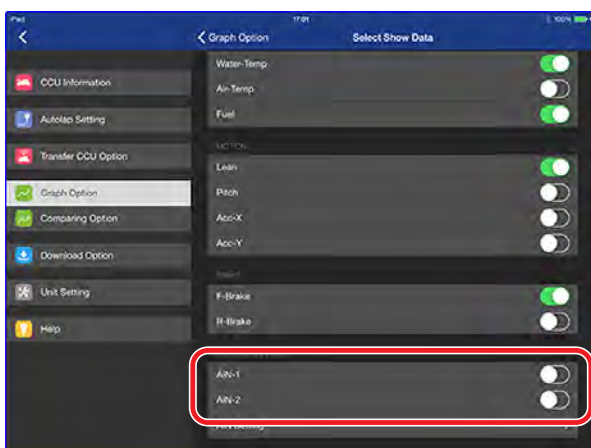 iPad 17:01 100%
Graph Option Select Show Data
CCU Information
Autolap Setting
Transfer CCU Option
Graph Option
Comparing Option
Download Option
Unit Setting
Help
Water-Temp
Air-Temp
Fuel
MOTION
Lean
Pitch
Acc-X
Acc-Y
F-Brake
R-Brake
AIN-1
AIN-2
AIN Setting